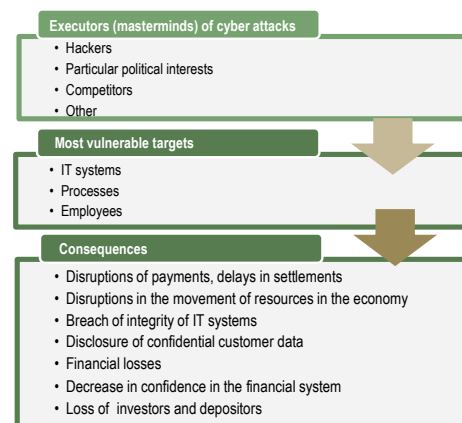 Executors (masterminds) of cyber attacks
• Hackers
• Particular political interests
• Competitors
• Other
Most vulnerable targets
• IT systems
• Processes
• Employees
Consequences
• Disruptions of payments, delays in settlements
• Disruptions in the movement of resources in the economy
• Breach of integrity of IT systems
• Disclosure of confidential customer data
• Financial losses
• Decrease in confidence in the financial system
• Loss of investors and depositors